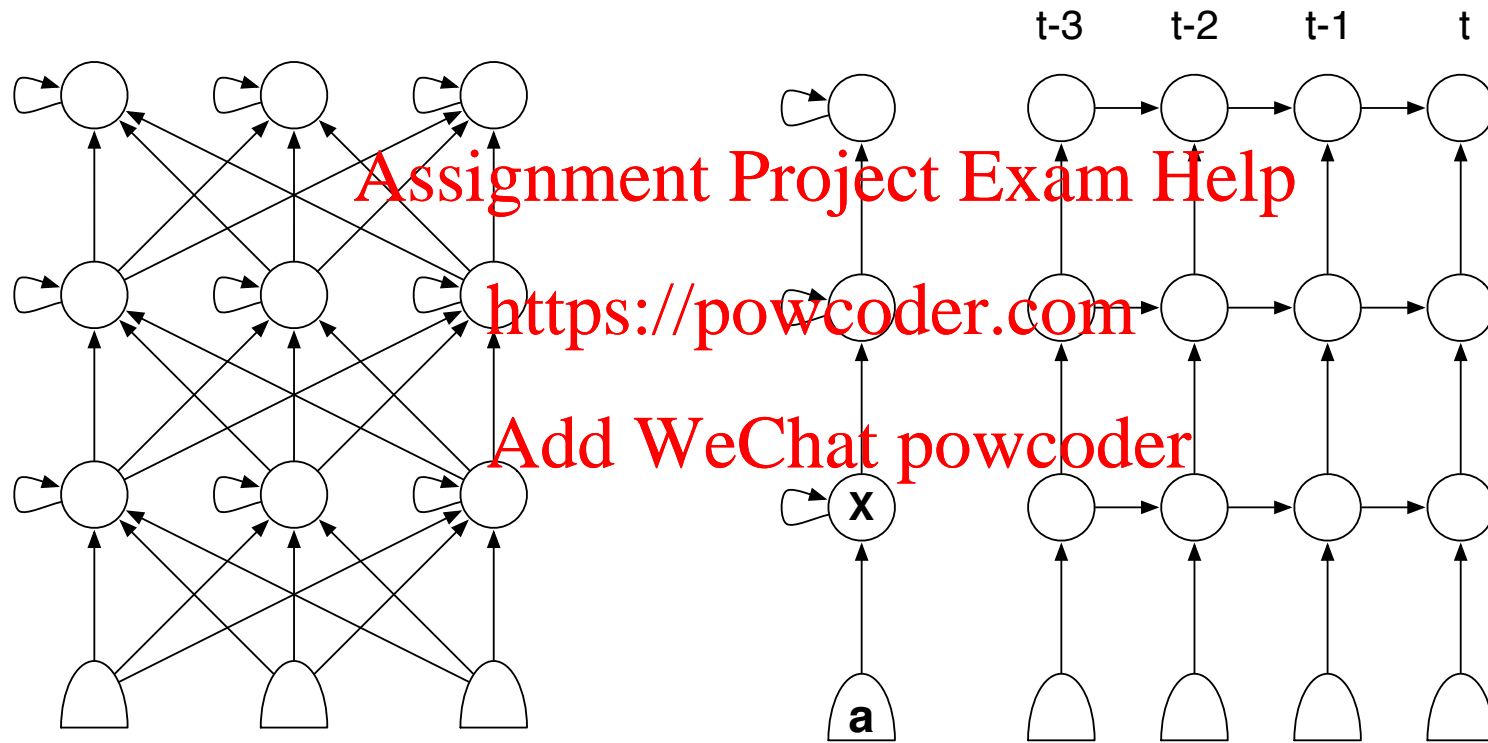 t-3 t-2 t-1 t
Assignment Project Exam Help
https://powcoder.com
Add WeChat powcoder
x
a